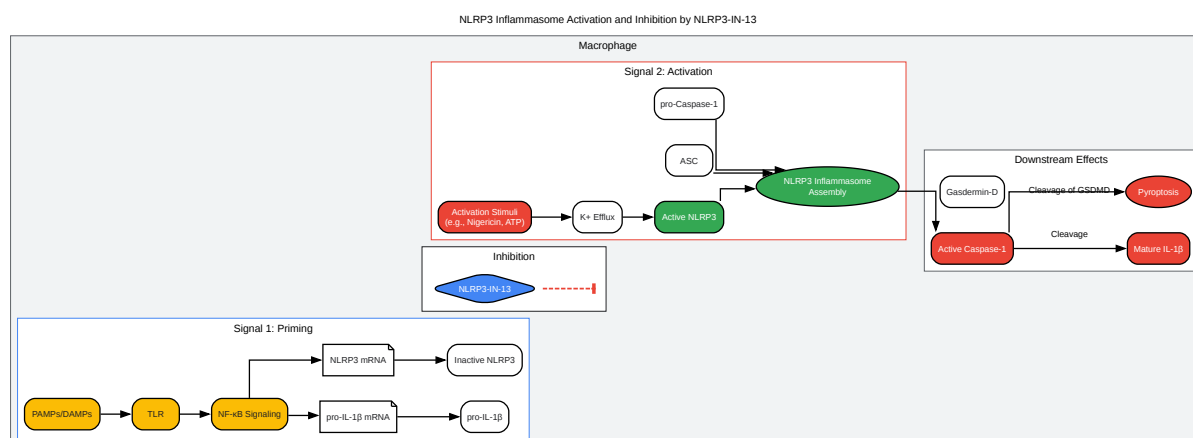 NLRP3 Inflammasome Activation and Inhibition by NLRP3-IN-13
Macrophage
Signal 2: Activation
pro-Caspase-1
ASC
NLRP3 Inflammasome
Assembly
Activation Stimuli
(e.g., Nigericin, ATP)
K+ Efflux
Active NLRP3
Downstream Effects
Gasdermin-D
Cleavage of GSDMD
Pyroptosis
Active Caspase-1
Cleavage
Mature IL-1β
Inhibition
NLRP3-IN-13
Signal 1: Priming
NLRP3 mRNA
Inactive NLRP3
PAMPs/DAMPs
TLR
NF-κB Signaling
pro-IL-1β mRNA
pro-IL-1β